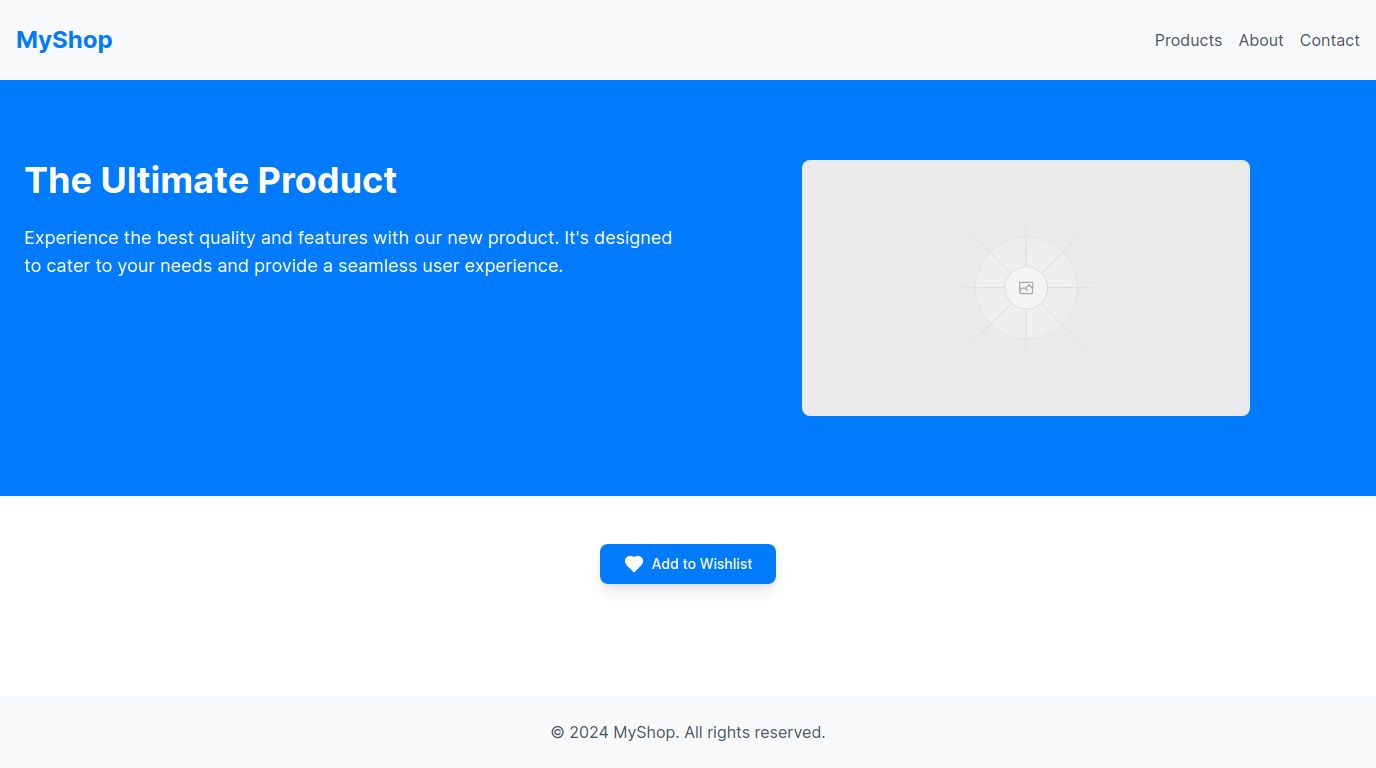 MyShop
Products About Contact
The Ultimate Product
Experience the best quality and features with our new product. It's designed
to cater to your needs and provide a seamless user experience.
Add to Wishlist
© 2024 MyShop. All rights reserved.